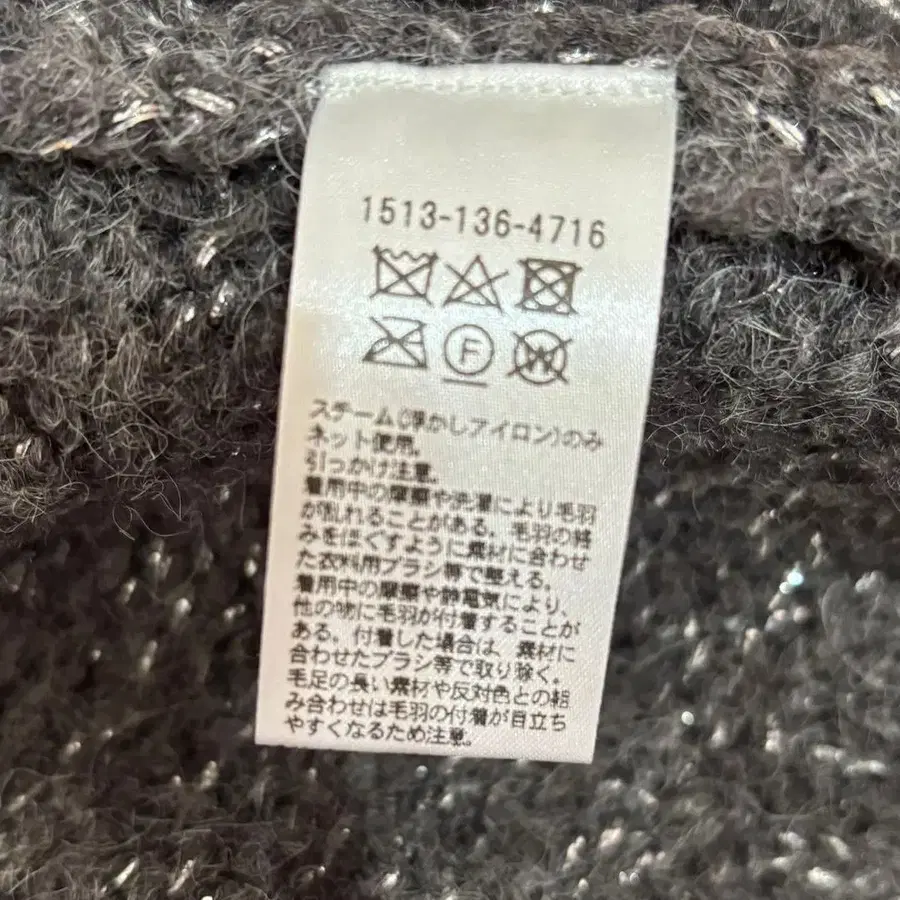 1513-136-4716
F W
スチーム(浮かしアイロン)のみ
ネット使用。
引っかけ注意。
着用中の摩擦や洗濯により毛羽
が乱れることがある。毛羽の絡
みをほぐすように素材に合わせ
た衣料用ブラシ等で整える。
着用中の摩擦や静電気により、
他の物に毛羽が付着することが
ある。付着した場合は、素材に
合わせたブラシ等で取り除く。
毛足の長い素材や反対色との組
み合わせは毛羽の付着が目立ち
やすくなるため注意。